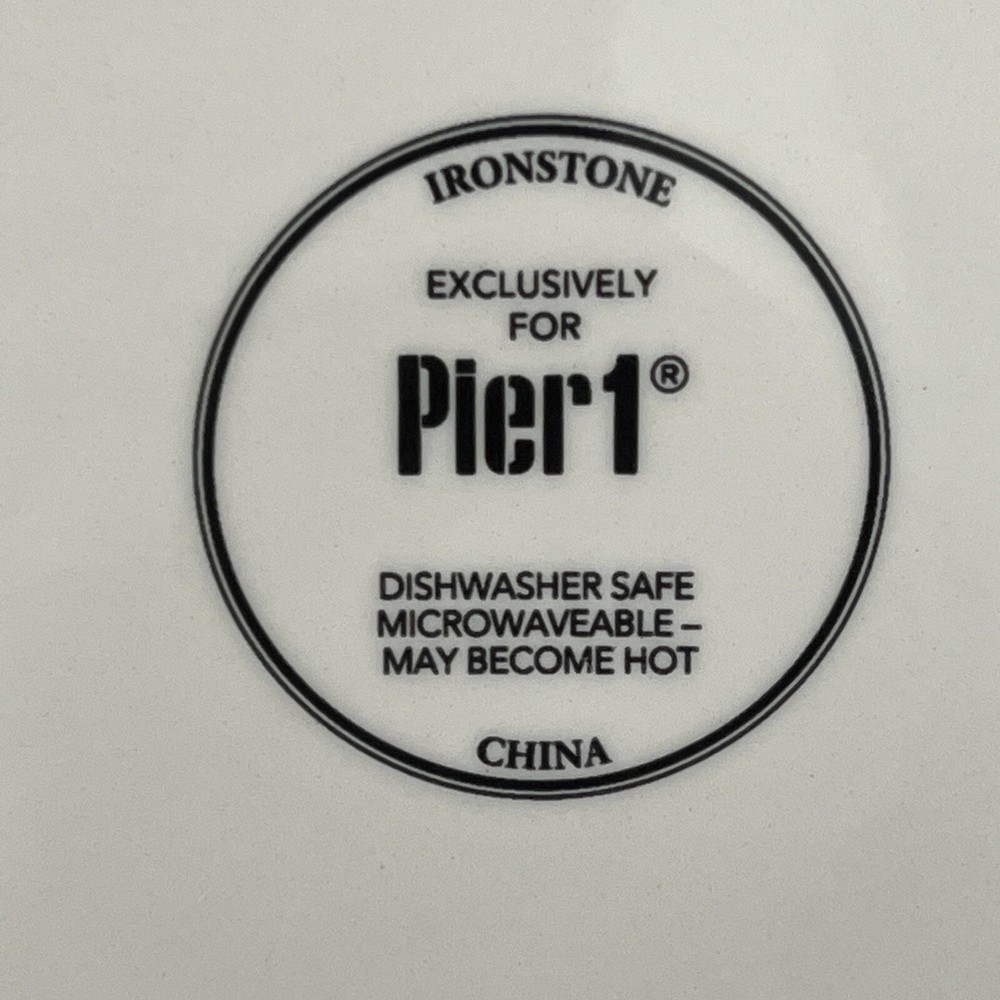 IRONSTONE
EXCLUSIVELY
FOR
Pier1®
DISHWASHER SAFE
MICROWAVEABLE –
MAY BECOME HOT
CHINA